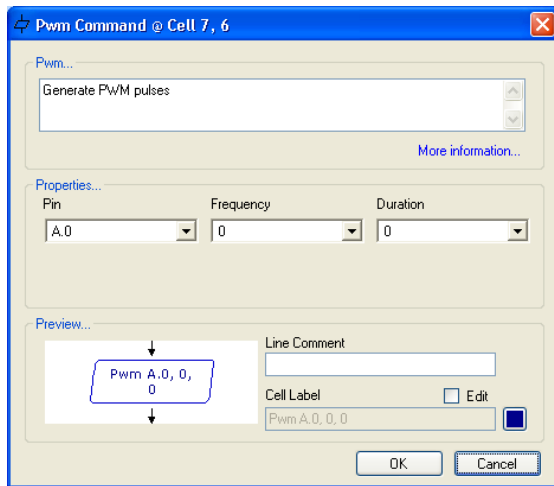 Pwm Command @ Cell 7, 6
Pwm...
Generate PWM pulses
More information...
Properties...
Pin Frequency Duration
A.0 0 0
Preview...
Line Comment
Pwm A.0, 0,
0
Cell Label Edit
Pwm A.0, 0, 0
OK Cancel